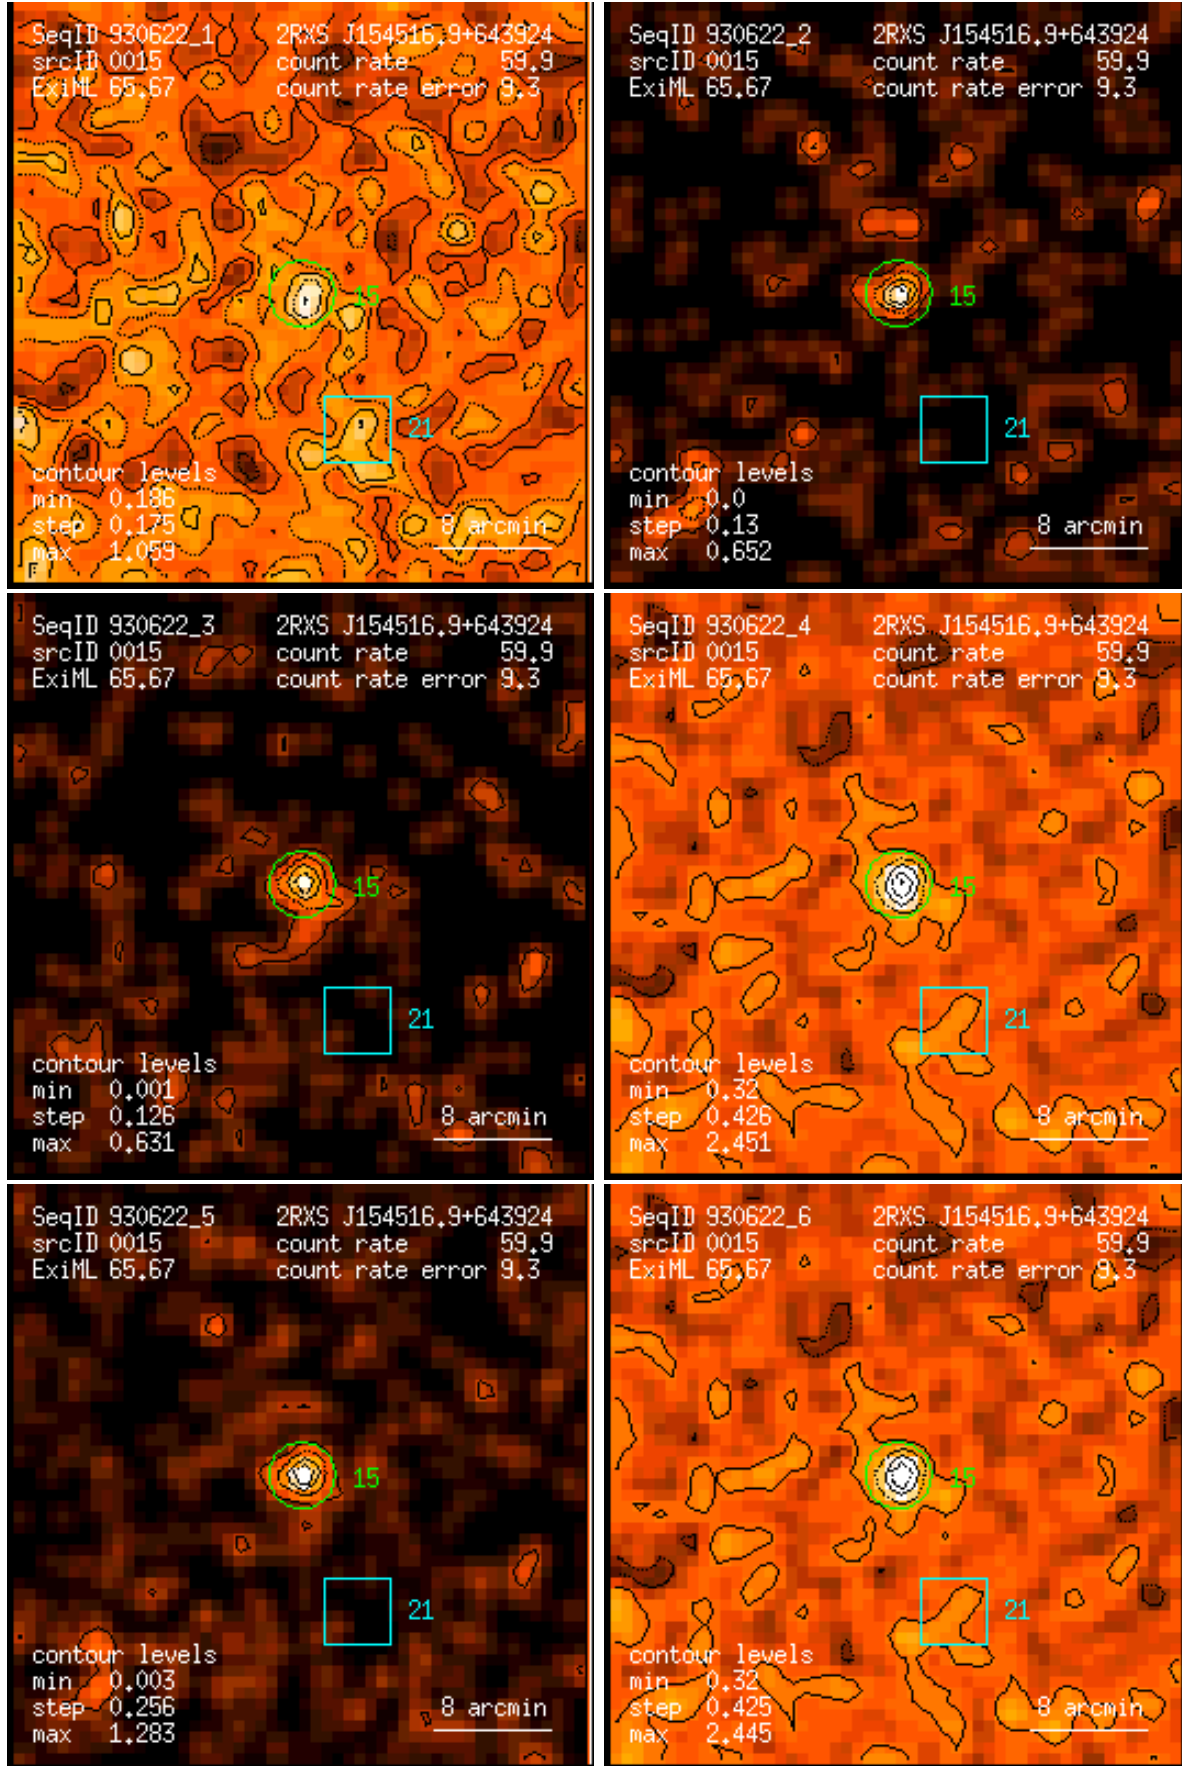 SeqID 930622_1 2RXS J154516.9+643924
srcID 0015 count rate 59.9
ExiML 65.67 count rate error 9.3
15
21
contour levels
min 0.186
step 0.175 8 arcmin
max 1.059
SeqID 930622_2 2RXS J154516.9+643924
srcID 0015 count rate 59.9
ExiML 65.67 count rate error 9.3
15
21
contour levels
min 0.0
step 0.13 8 arcmin
max 0.652
SeqID 930622_3 2RXS J154516.9+643924
srcID 0015 count rate 59.9
ExiML 65.67 count rate error 9.3
15
21
contour levels
min 0.001
step 0.126 8 arcmin
max 0.631
SeqID 930622_4 2RXS J154516.9+643924
srcID 0015 count rate 59.9
ExiML 65.67 count rate error 9.3
15
21
contour levels
min 0.32
step 0.426 8 arcmin
max 2.451
SeqID 930622_5 2RXS J154516.9+643924
srcID 0015 count rate 59.9
ExiML 65.67 count rate error 9.3
15
21
contour levels
min 0.003
step 0.256 8 arcmin
max 1.283
SeqID 930622_6 2RXS J154516.9+643924
srcID 0015 count rate 59.9
ExiML 65.67 count rate error 9.3
15
21
contour levels
min 0.32
step 0.425 8 arcmin
max 2.445